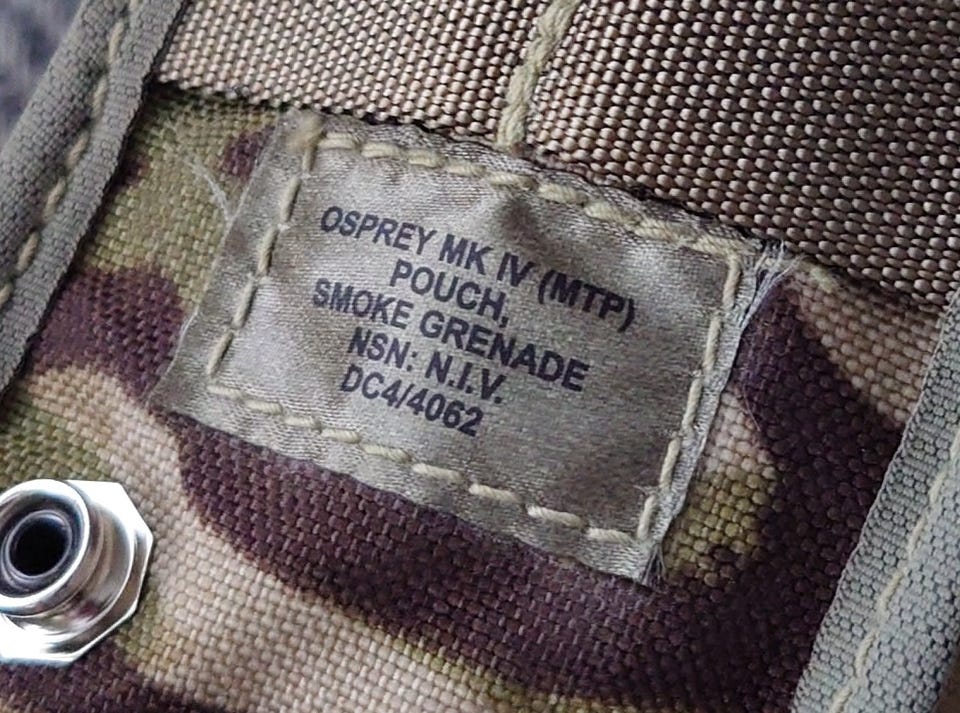 OSPREY MK IV (MTP)
POUCH,
SMOKE GRENADE
NSN: N.I.V.
DC4/4062